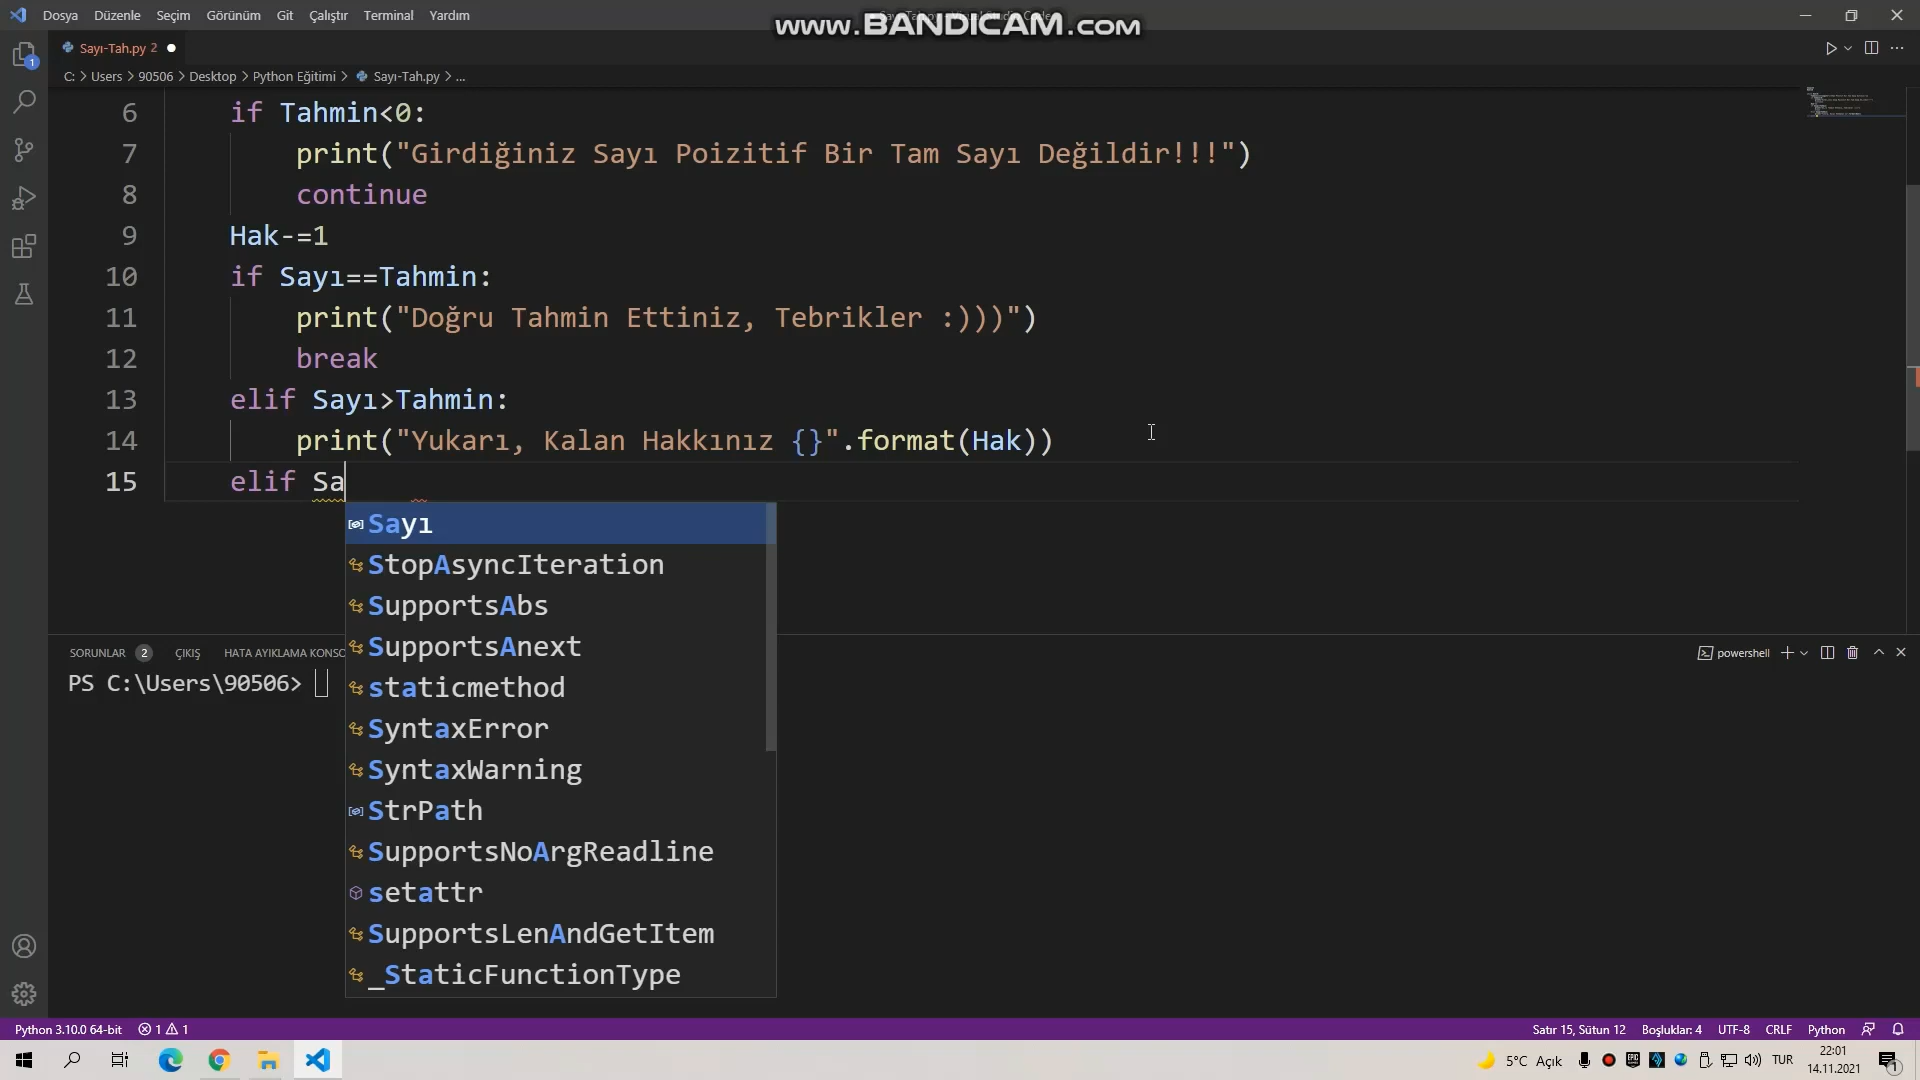 Dosya Düzenle Seçim Görünüm Git Çalıştır Terminal Yardım
www.BANDICAM.com
Sayı-Tah.py 2
C: > Users > 90506 > Desktop > Python Eğitimi > Sayı-Tah.py > ...
6 if Tahmin<0:
7 print("Girdiğiniz Sayı Poizitif Bir Tam Sayı Değildir!!!")
8 continue
9 Hak-=1
10 if Sayı==Tahmin:
11 print("Doğru Tahmin Ettiniz, Tebrikler :)))")
12 break
13 elif Sayı>Tahmin:
14 print("Yukarı, Kalan Hakkınız {}".format(Hak))
15 elif Sa
Sayı
StopAsyncIteration
SupportsAbs
SupportsAnext
staticmethod
SyntaxError
SyntaxWarning
StrPath
SupportsNoArgReadline
setattr
SupportsLenAndGetItem
_StaticFunctionType
SORUNLAR 2 ÇIKIŞ HATA AYIKLAMA KONSO
powershell
PS C:\Users\90506>
Python 3.10.0 64-bit 1 1
Satır 15, Sütun 12 Boşluklar: 4 UTF-8 CRLF Python
5°C Açık TUR 22:01
14.11.2021